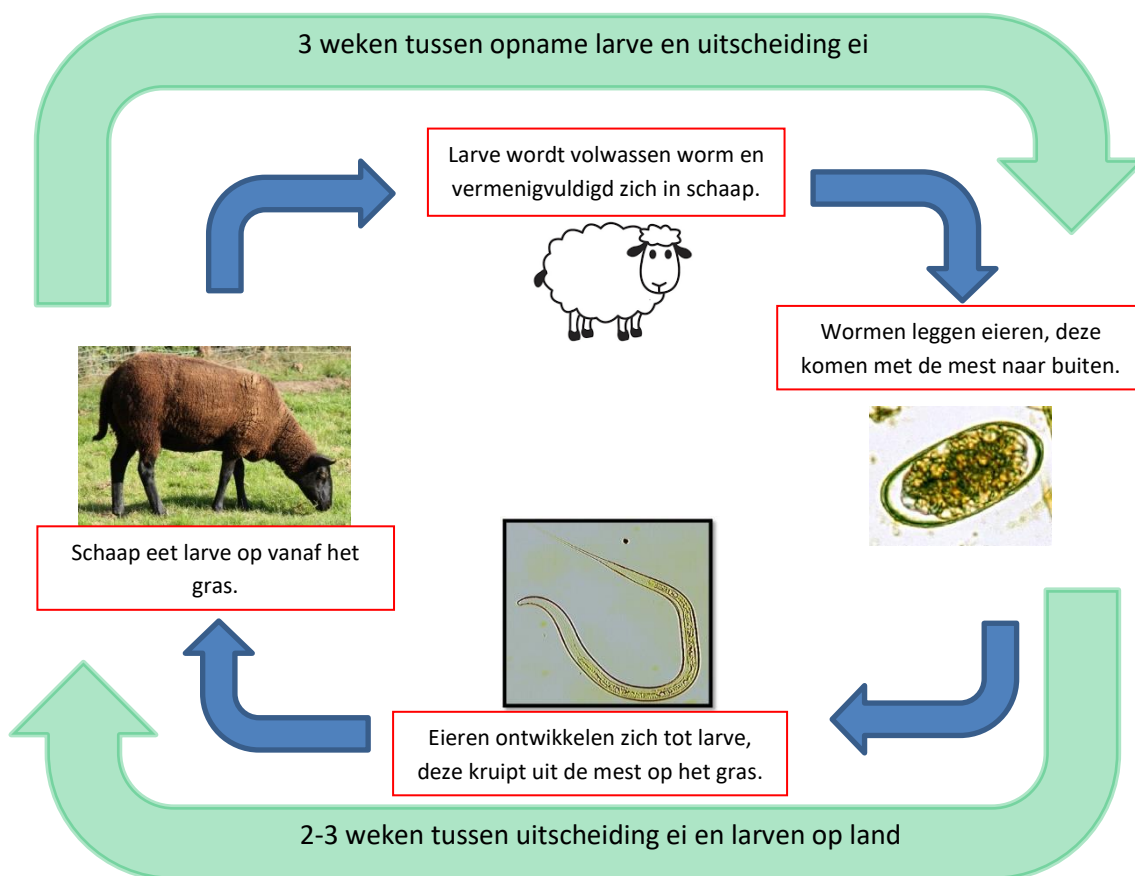 3 weken tussen opname larve en uitscheiding ei
Larve wordt volwassen worm en
vermenigvuldigd zich in schaap.
Wormen leggen eieren, deze
komen met de mest naar buiten.
Schaap eet larve op vanaf het
gras.
Eieren ontwikkelen zich tot larve,
deze kruipt uit de mest op het gras.
2-3 weken tussen uitscheiding ei en larven op land